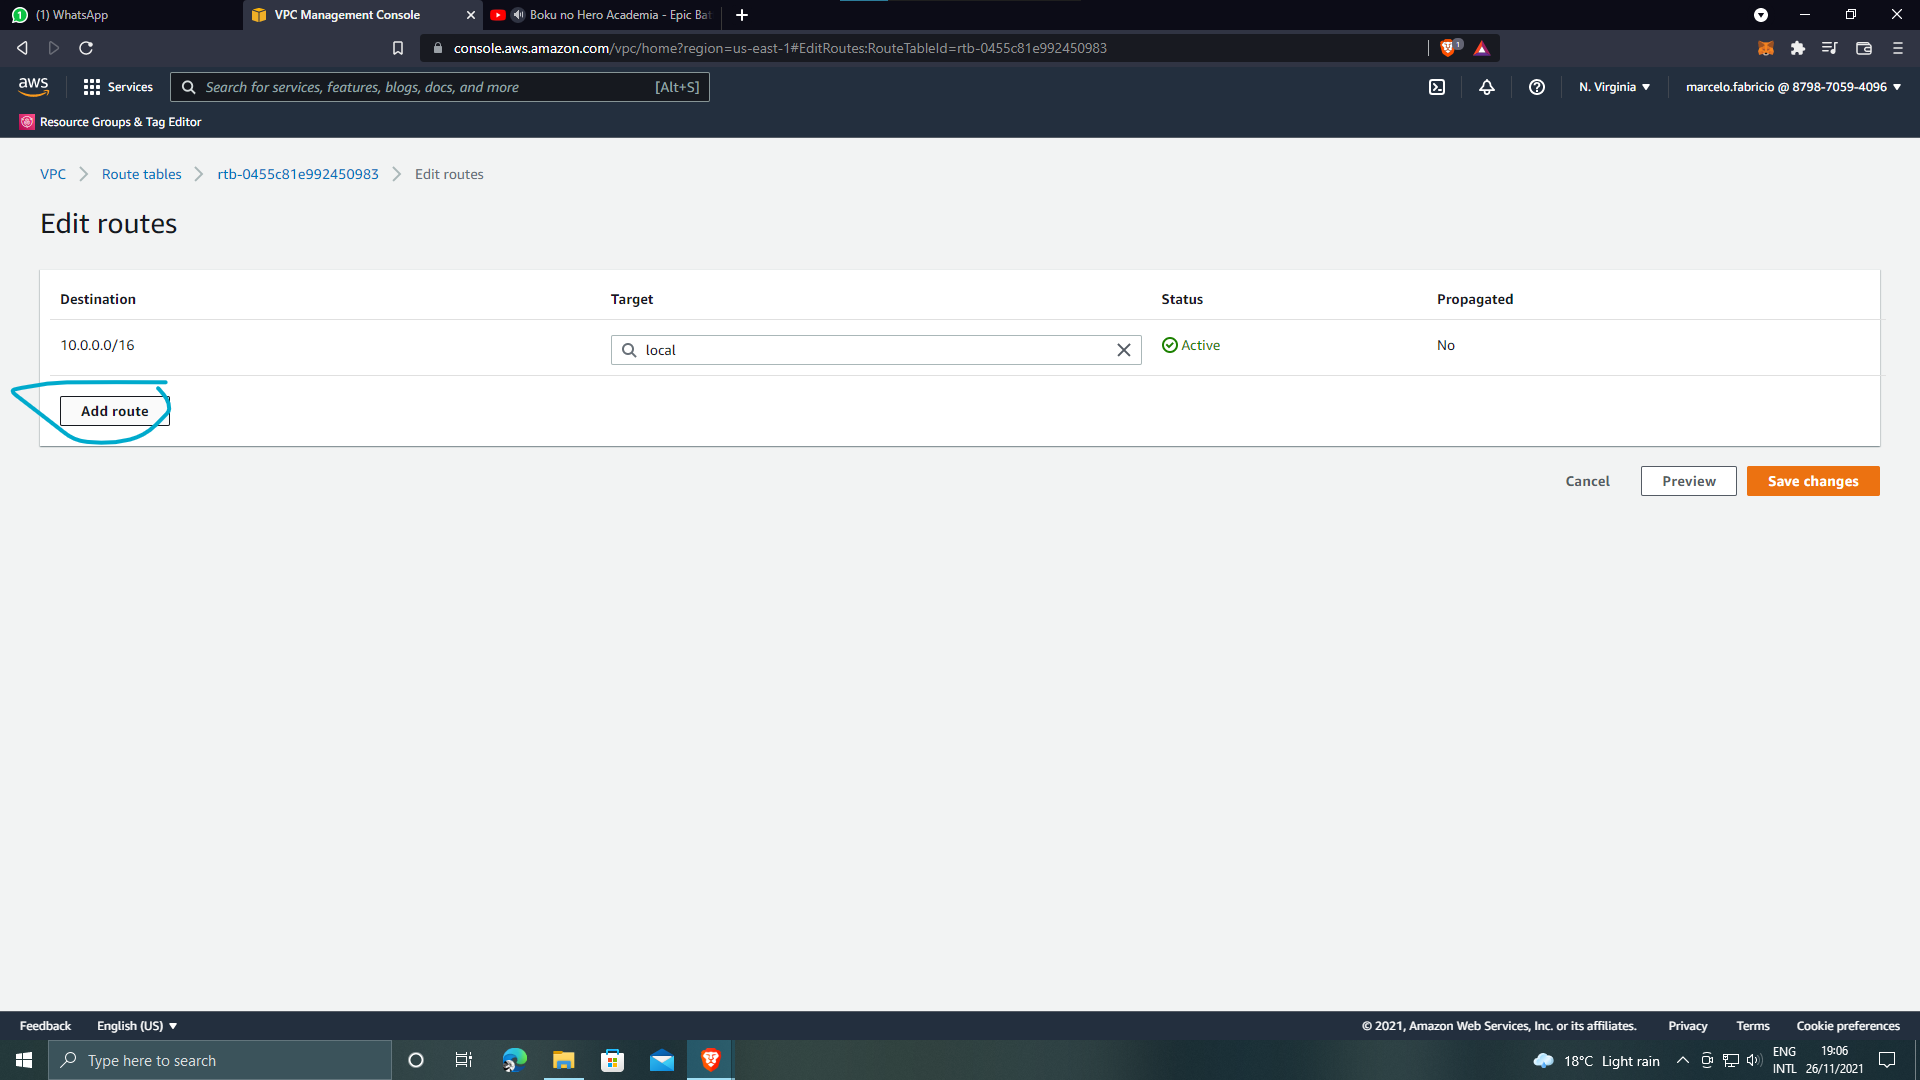 (1) WhatsApp
VPC Management Console
Boku no Hero Academia - Epic Bat
console.aws.amazon.com/vpc/home?region=us-east-1#EditRoutes:RouteTableId=rtb-0455c81e992450983
1
aws
Services
Search for services, features, blogs, docs, and more
[Alt+S]
N. Virginia
marcelo.fabricio @ 8798-7059-4096
Resource Groups & Tag Editor
VPC
Route tables
rtb-0455c81e992450983
Edit routes
Edit routes
Destination
Target
Status
Propagated
10.0.0.0/16
local
Active
No
Add route
Cancel
Preview
Save changes
Feedback
English (US)
© 2021, Amazon Web Services, Inc. or its affiliates.
Privacy
Terms
Cookie preferences
Type here to search
18°C Light rain
ENG
INTL
19:06
26/11/2021